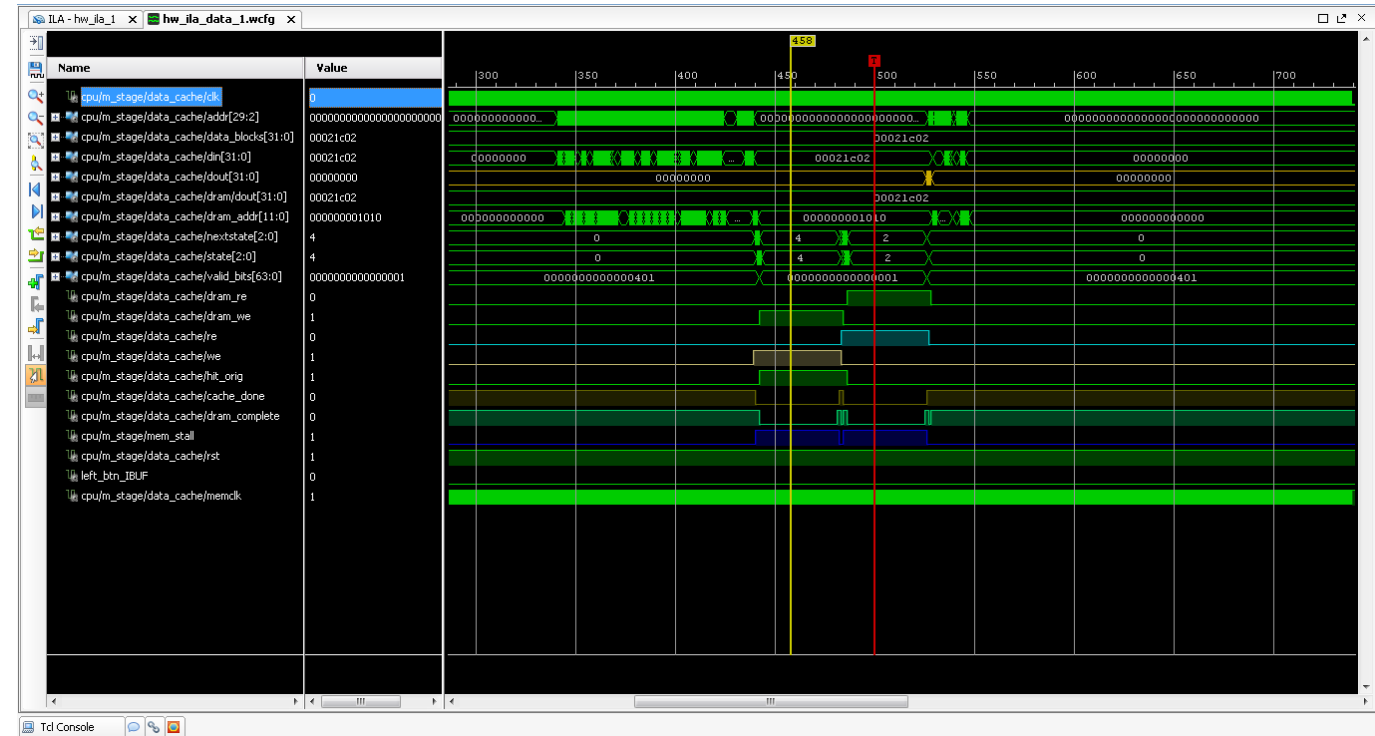 ILA - hw_ila_1 hw_ila_data_1.wcfg
458
Name Value
T
300 350 400 450 500 550 600 650 700
cpu/m_stage/data_cache/clk 0
cpu/m_stage/data_cache/addr[29:2] 0000000000000000000000 000000000000... 0000000000000000000000... 0000000000000000000000000000
cpu/m_stage/data_cache/data_blocks[31:0] 00021c02 00021c02
cpu/m_stage/data_cache/din[31:0] 00021c02 00000000 ... 00021c02 00000000
cpu/m_stage/data_cache/dout[31:0] 00000000 00000000 00000000
cpu/m_stage/data_cache/dram/dout[31:0] 00021c02 00021c02
cpu/m_stage/data_cache/dram_addr[11:0] 000000001010 000000000000 ... 000000001010 ... 000000000000
cpu/m_stage/data_cache/nextstate[2:0] 4 0 4 2 0
cpu/m_stage/data_cache/state[2:0] 4 0 4 2 0
cpu/m_stage/data_cache/valid_bits[63:0] 0000000000000001 0000000000000401 0000000000000001 0000000000000401
cpu/m_stage/data_cache/dram_re 0
cpu/m_stage/data_cache/dram_we 1
cpu/m_stage/data_cache/re 0
cpu/m_stage/data_cache/we 1
cpu/m_stage/data_cache/hit_orig 1
cpu/m_stage/data_cache/cache_done 0
cpu/m_stage/data_cache/dram_complete 0
cpu/m_stage/mem_stall 1
cpu/m_stage/data_cache/rst 1
left_btn_IBUF 0
cpu/m_stage/data_cache/memclk 1
Tcl Console